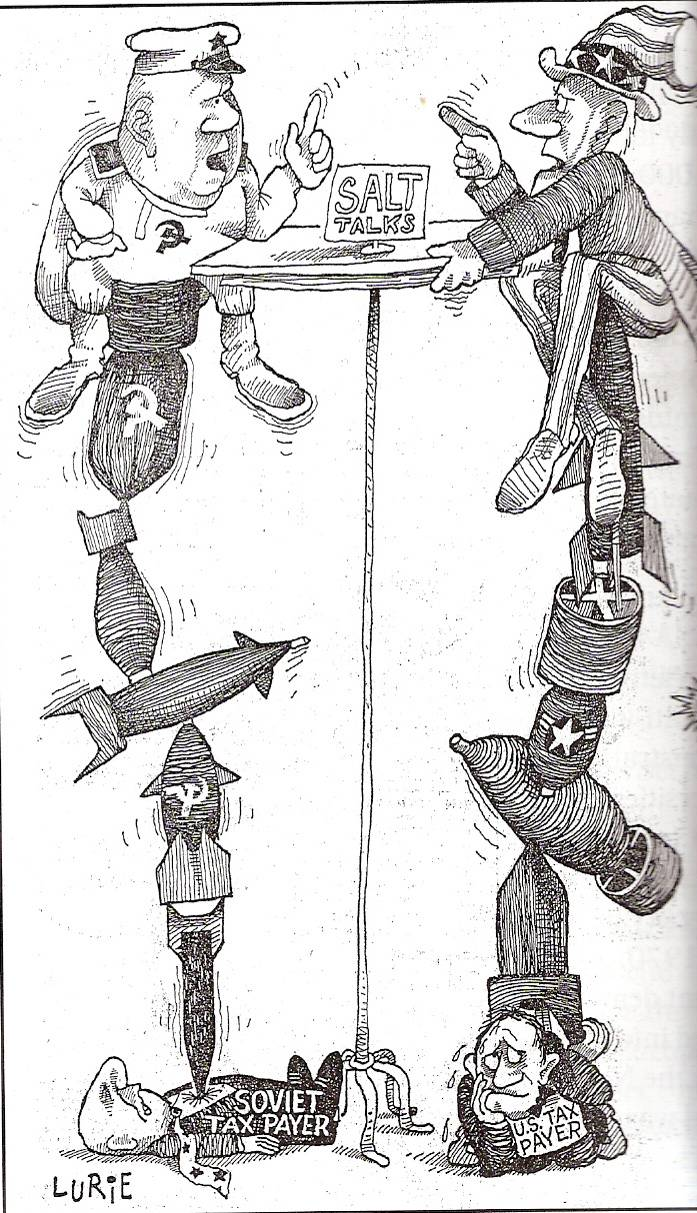 SALT
TALKS
SOVIET
TAX PAYER
U.S. TAX
PAYER
LURIE